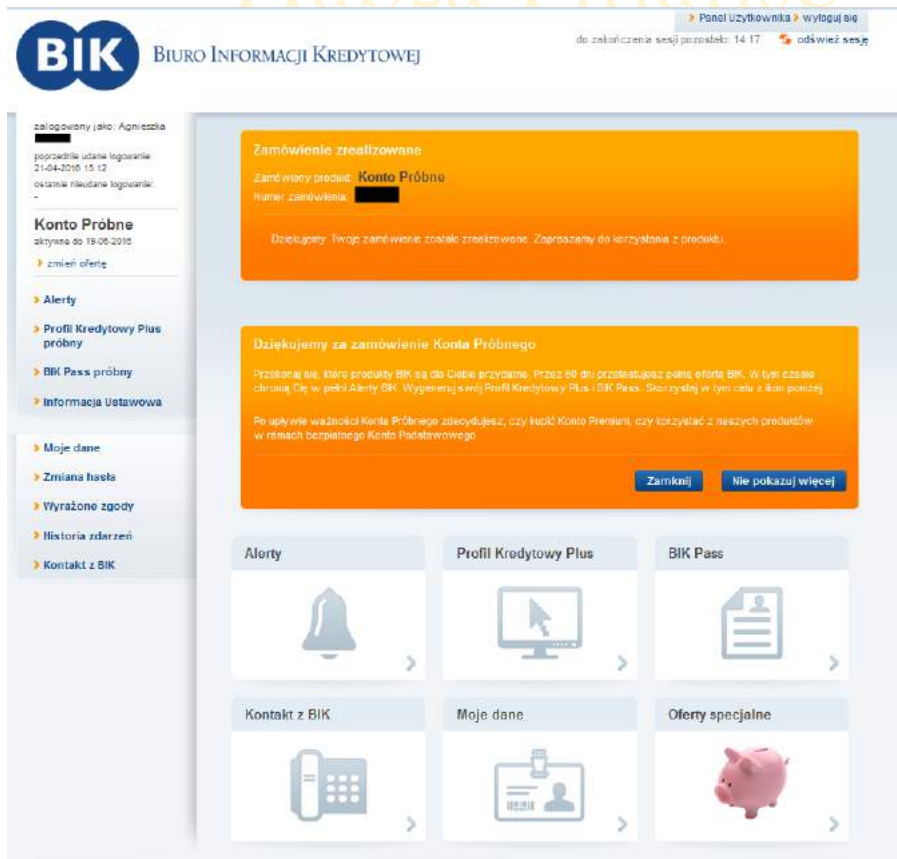 Panel Użytkownika wyloguj się
do zakończenia sesji pozostało: 14:17 odśwież sesję
BIK BIURO INFORMACJI KREDYTOWEJ
zalogowany jako: Agnieszka
poprzednie udane logowanie
21-04-2016 15:12
ostatnie nieudane logowanie:
-
Konto Próbne
aktywne do 19-06-2016
zmień ofertę
Alerty
Profil Kredytowy Plus
próbny
BIK Pass próbny
Informacja Ustawowa
Moje dane
Zmiana hasła
Wyrażone zgody
Historia zdarzeń
Kontakt z BIK
Zamówienie zrealizowane
Zamówiony produkt: Konto Próbne
Numer zamówienia:
Dziękujemy. Twoje zamówienie zostało zrealizowane. Zapraszamy do korzystania z produktu.
Dziękujemy za zamówienie Konta Próbnego
Przekonaj się, które produkty BIK są dla Ciebie przydatne. Przez 60 dni przetestujesz pełną ofertę BIK. W tym czasie
chronią Cię w pełni Alerty BIK. Wygeneruj swój Profil Kredytowy Plus i BIK Pass. Skorzystaj w tym celu z ikon poniżej.
Po upływie ważności Konta Próbnego zdecydujesz, czy kupić Konto Premium, czy korzystać z naszych produktów
w ramach bezpłatnego Konta Podstawowego.
Zamknij Nie pokazuj więcej
Alerty Profil Kredytowy Plus BIK Pass
Kontakt z BIK Moje dane Oferty specjalne